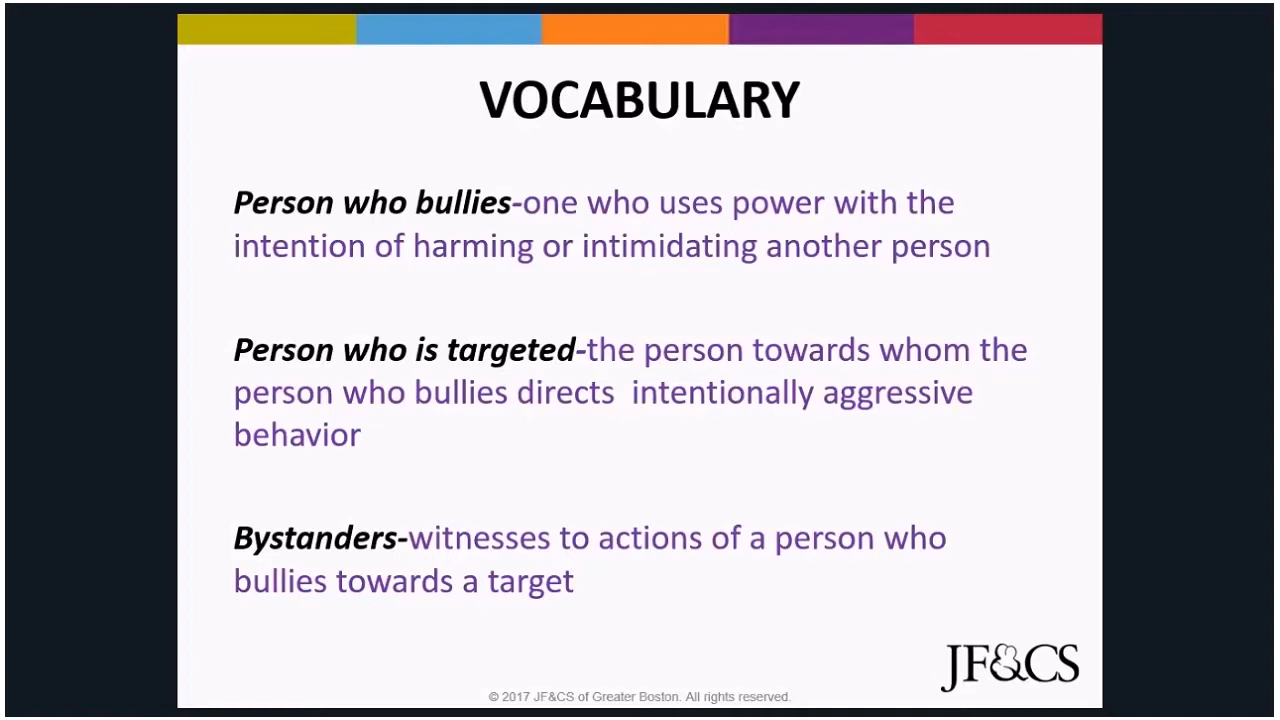 VOCABULARY
Person who bullies-one who uses power with the
intention of harming or intimidating another person
Person who is targeted-the person towards whom the
person who bullies directs  intentionally aggressive
behavior
Bystanders-witnesses to actions of a person who
bullies towards a target
JF&CS
© 2017 JF&CS of Greater Boston. All rights reserved.